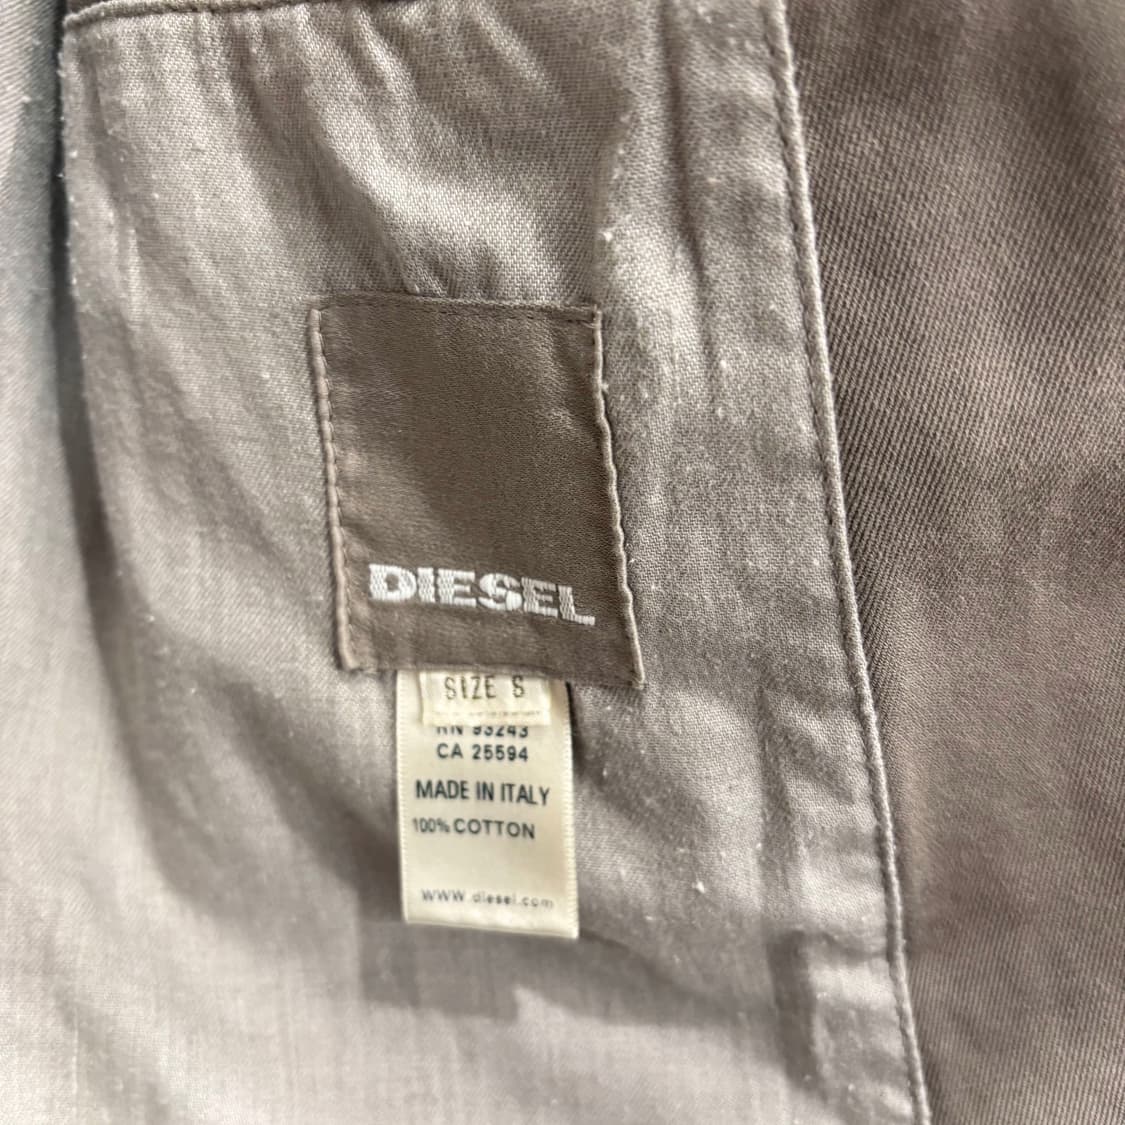 DIESEL
SIZE S
RN 93243
CA 25594
MADE IN ITALY
100% COTTON
www.diesel.com